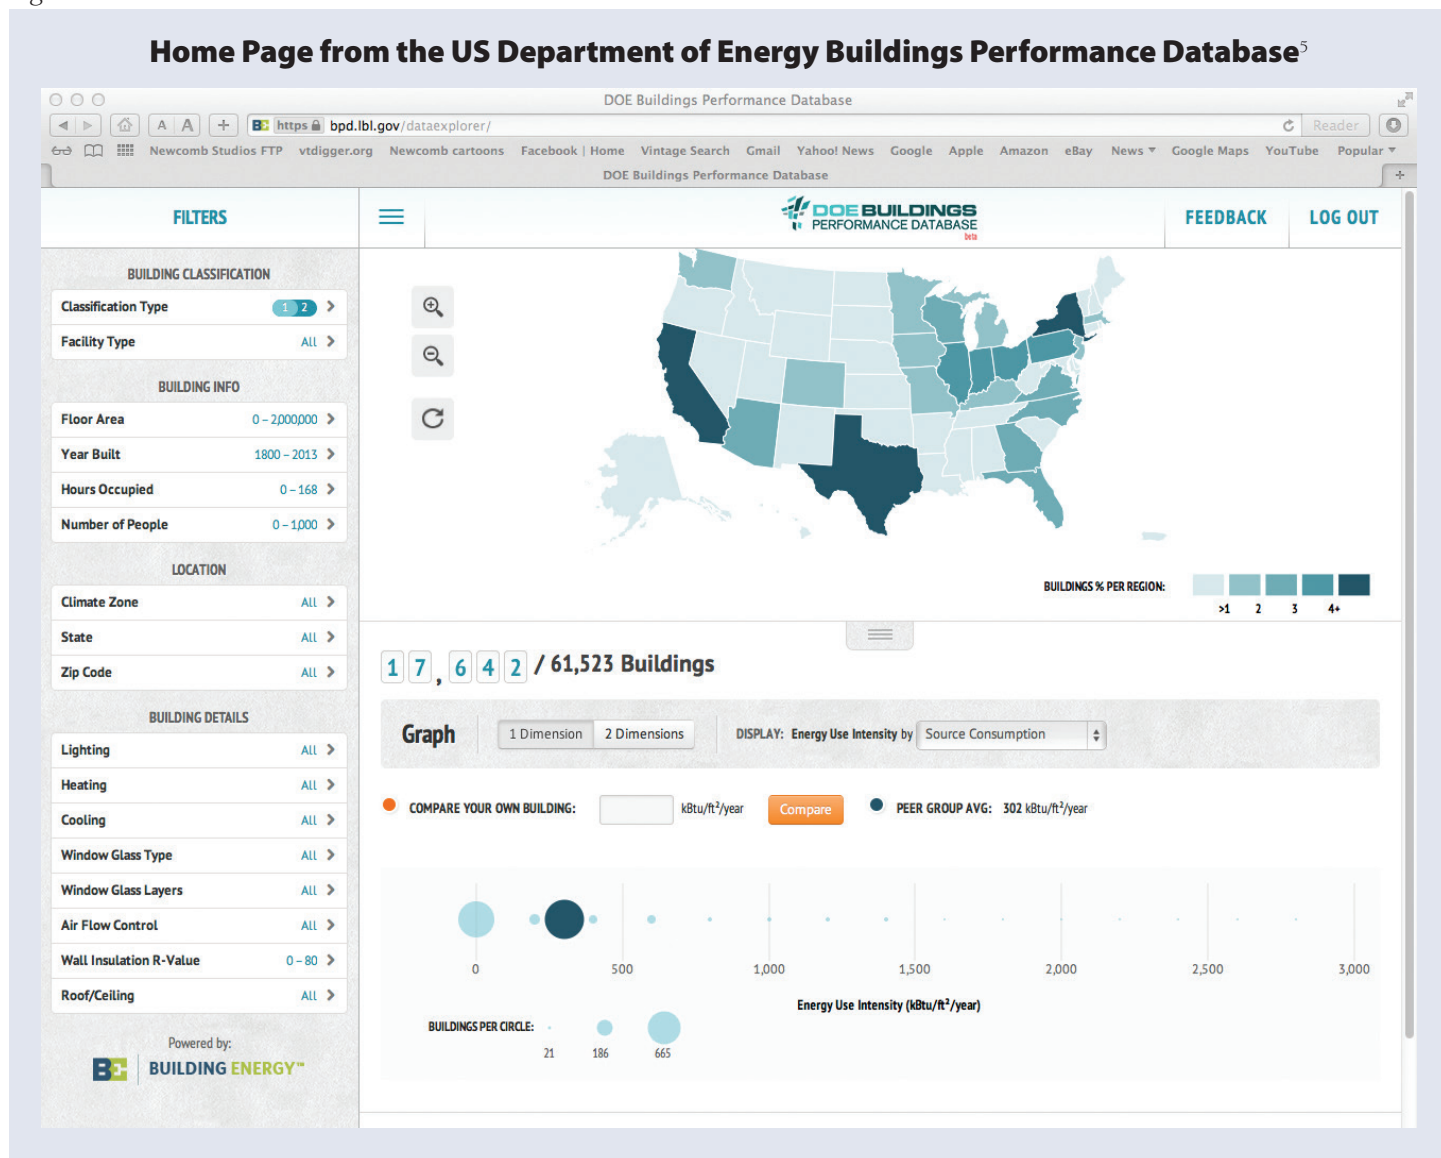 Home Page from the US Department of Energy Buildings Performance Database5
DOE Buildings Performance Database
A A + BE https bpd.lbl.gov/dataexplorer/ Reader
Newcomb Studios FTP vtdigger.org Newcomb cartoons Facebook | Home Vintage Search Gmail Yahoo! News Google Apple Amazon eBay News Google Maps YouTube Popular
DOE Buildings Performance Database +
FILTERS
DOE BUILDINGS
PERFORMANCE DATABASE
beta
FEEDBACK LOG OUT
BUILDING CLASSIFICATION
Classification Type 1 2 >
Facility Type All >
BUILDING INFO
Floor Area 0 – 2,000,000 >
Year Built 1800 – 2013 >
Hours Occupied 0 – 168 >
Number of People 0 – 1,000 >
LOCATION
Climate Zone All >
State All >
Zip Code All >
BUILDING DETAILS
Lighting All >
Heating All >
Cooling All >
Window Glass Type All >
Window Glass Layers All >
Air Flow Control All >
Wall Insulation R-Value 0 – 80 >
Roof/Ceiling All >
Powered by:
BE BUILDING ENERGY™
BUILDINGS % PER REGION:
>1 2 3 4+
17,642 / 61,523 Buildings
Graph 1 Dimension 2 Dimensions DISPLAY: Energy Use Intensity by Source Consumption
COMPARE YOUR OWN BUILDING: kBtu/ft²/year Compare PEER GROUP AVG: 302 kBtu/ft²/year
0 500 1,000 1,500 2,000 2,500 3,000
Energy Use Intensity (kBtu/ft²/year)
BUILDINGS PER CIRCLE:
21 186 665